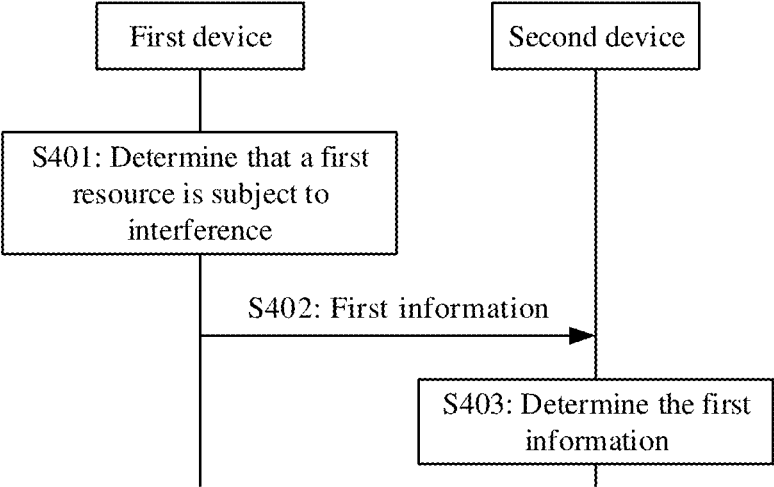 First device
Second device
S401: Determine that a first
resource is subject to
interference
S402: First information
S403: Determine the first
information